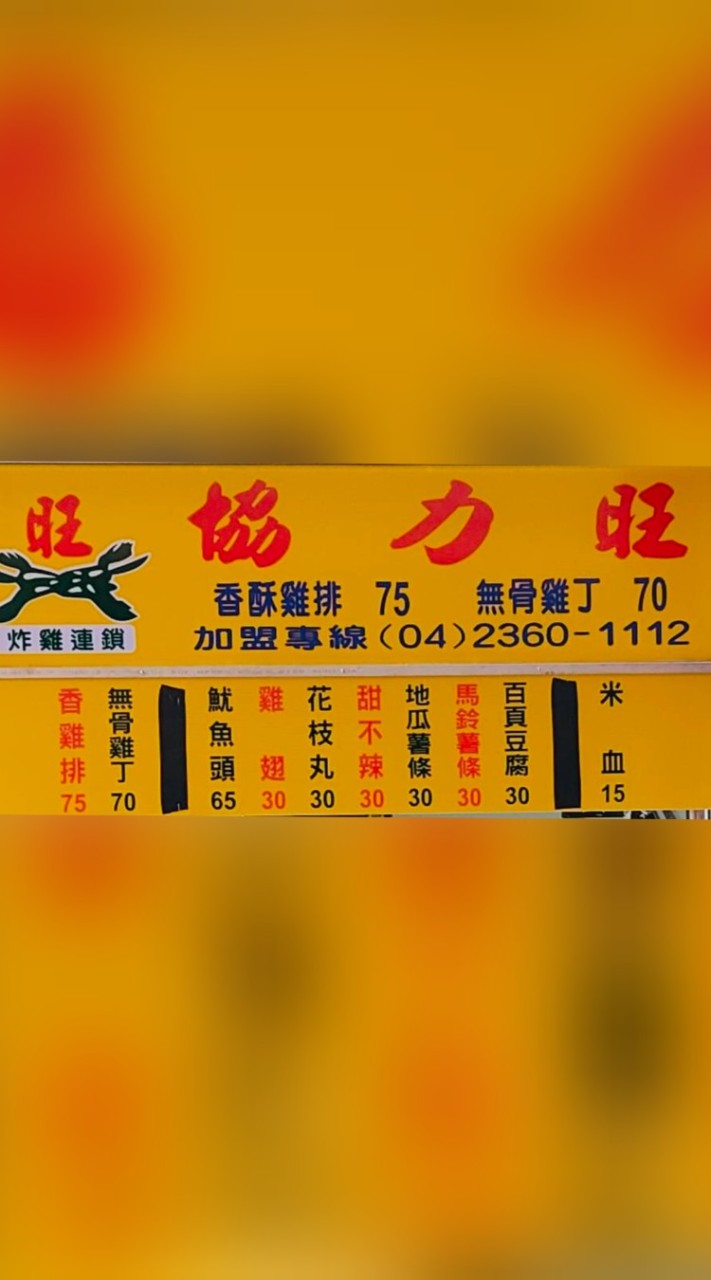 旺
協力旺
香酥雞排 75 無骨雞丁 70
炸雞連鎖
加盟專線(04)2360-1112
香雞排 75
無骨雞丁 70
魷魚頭 65
雞翅 30
花枝丸 30
甜不辣 30
地瓜薯條 30
馬鈴薯條 30
百頁豆腐 30
米血 15